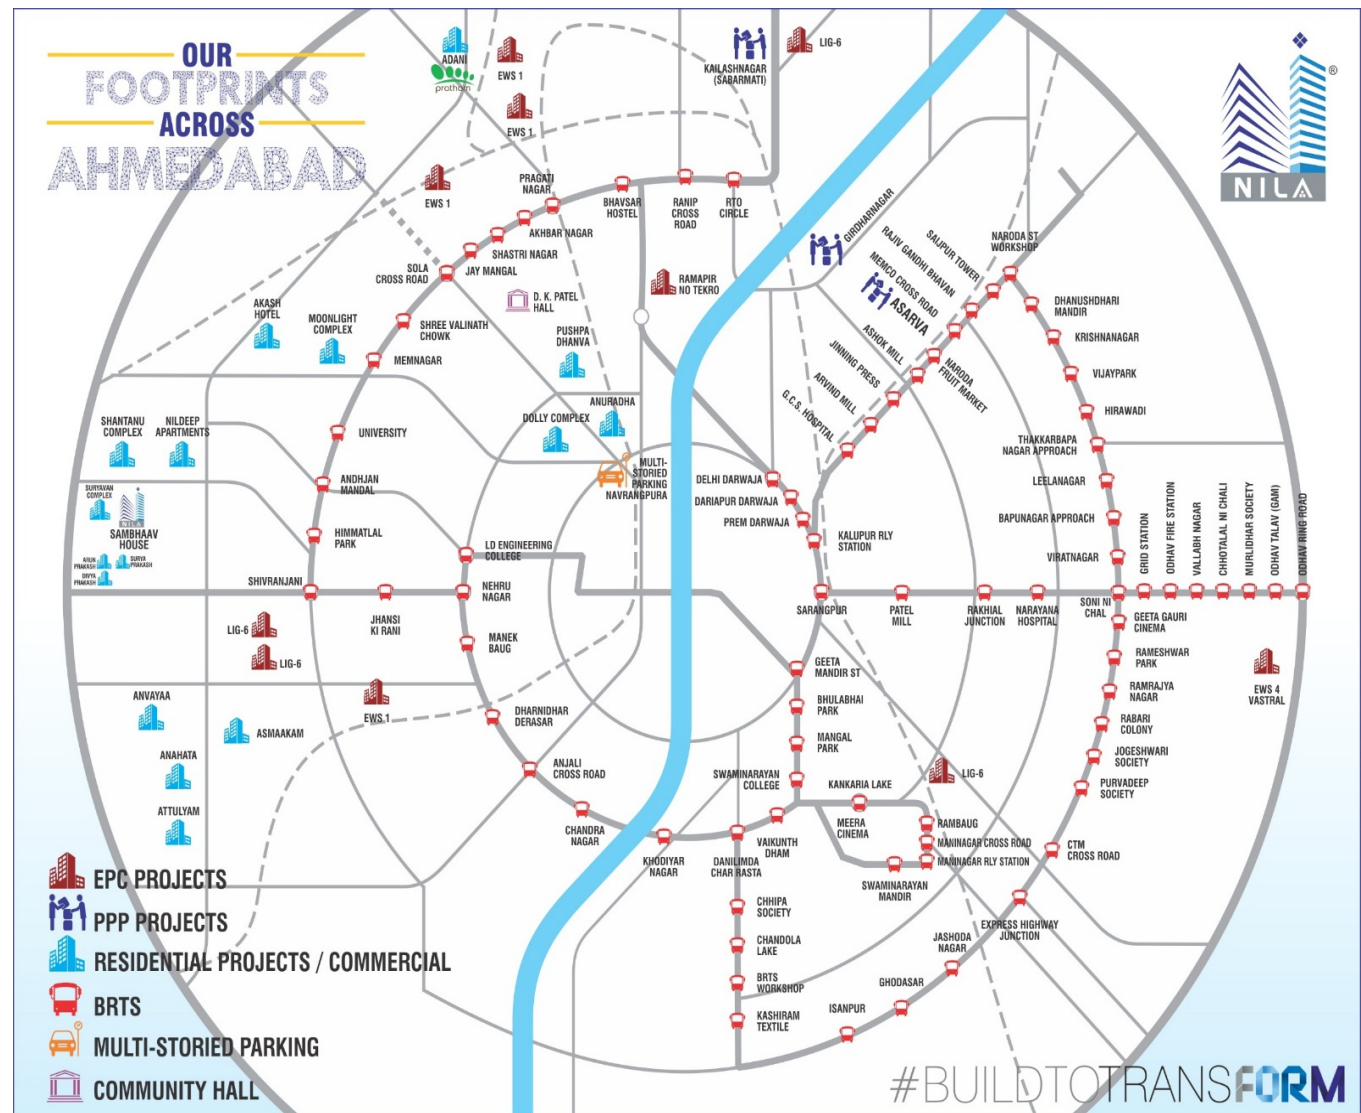 OUR
FOOTPRINTS
ACROSS
AHMEDABAD
ADANI
pratham
EWS 1
EWS 1
EWS 1
KAILASHNAGAR
(SABARMATI)
LIG-6
®
NILA
PRAGATI
NAGAR
BHAVSAR
HOSTEL
RANIP
CROSS
ROAD
RTO
CIRCLE
AKHBAR NAGAR
SHASTRI NAGAR
JAY MANGAL
SOLA
CROSS ROAD
GIRDHARNAGAR
SAIJPUR TOWER
RAJIV GANDHI BHAVAN
MEMCO CROSS ROAD
ASARVA
NARODA ST
WORKSHOP
RAMAPIR
NO TEKRO
D. K. PATEL
HALL
AKASH
HOTEL
MOONLIGHT
COMPLEX
SHREE VALINATH
CHOWK
MEMNAGAR
PUSHPA
DHANVA
ASHOK MILL
JINNING PRESS
ARVIND MILL
G.C.S. HOSPITAL
NARODA
FRUIT MARKET
DHANUSHDHARI
MANDIR
KRISHNANAGAR
VIJAYPARK
HIRAWADI
THAKKARBAPA
NAGAR APPROACH
LEELANAGAR
BAPUNAGAR APPROACH
VIRATNAGAR
ANURADHA
DOLLY COMPLEX
SHANTANU
COMPLEX
NILDEEP
APARTMENTS
UNIVERSITY
ANDHJAN
MANDAL
HIMMATLAL
PARK
MULTI-
STORIED
PARKING
NAVRANGPURA
DELHI DARWAJA
DARIAPUR DARWAJA
PREM DARWAJA
KALUPUR RLY
STATION
SURYAVAN
COMPLEX
NILA
SAMBHAAV
HOUSE
ARUN
PRAKASH
SURYA
PRAKASH
DIVYA
PRAKASH
LD ENGINEERING
COLLEGE
SHIVRANJANI
JHANSI
KI RANI
NEHRU
NAGAR
SARANGPUR
PATEL
MILL
RAKHIAL
JUNCTION
NARAYANA
HOSPITAL
SONI NI
CHAL
GRID STATION
ODHAV FIRE STATION
VALLABH NAGAR
CHHOTALAL NI CHALI
MURLIDHAR SOCIETY
ODHAV TALAV (GAM)
ODHAV RING ROAD
GEETA GAURI
CINEMA
RAMESHWAR
PARK
RAMRAJYA
NAGAR
RABARI
COLONY
JOGESHWARI
SOCIETY
PURVADEEP
SOCIETY
CTM
CROSS ROAD
EWS 4
VASTRAL
LIG-6
LIG-6
EWS 1
MANEK
BAUG
DHARNIDHAR
DERASAR
ANJALI
CROSS ROAD
CHANDRA
NAGAR
KHODIYAR
NAGAR
DANILIMDA
CHAR RASTA
VAIKUNTH
DHAM
GEETA
MANDIR ST
BHULABHAI
PARK
MANGAL
PARK
SWAMINARAYAN
COLLEGE
KANKARIA LAKE
LIG-6
MEERA
CINEMA
RAMBAUG
MANINAGAR CROSS ROAD
MANINAGAR RLY STATION
SWAMINARAYAN
MANDIR
EXPRESS HIGHWAY
JUNCTION
JASHODA
NAGAR
GHODASAR
ISANPUR
CHHIPA
SOCIETY
CHANDOLA
LAKE
BRTS
WORKSHOP
KASHIRAM
TEXTILE
ANVAYAA
ASMAAKAM
ANAHATA
ATTULYAM
EPC PROJECTS
PPP PROJECTS
RESIDENTIAL PROJECTS / COMMERCIAL
BRTS
MULTI-STORIED PARKING
COMMUNITY HALL
#BUILDTOTRANSFORM